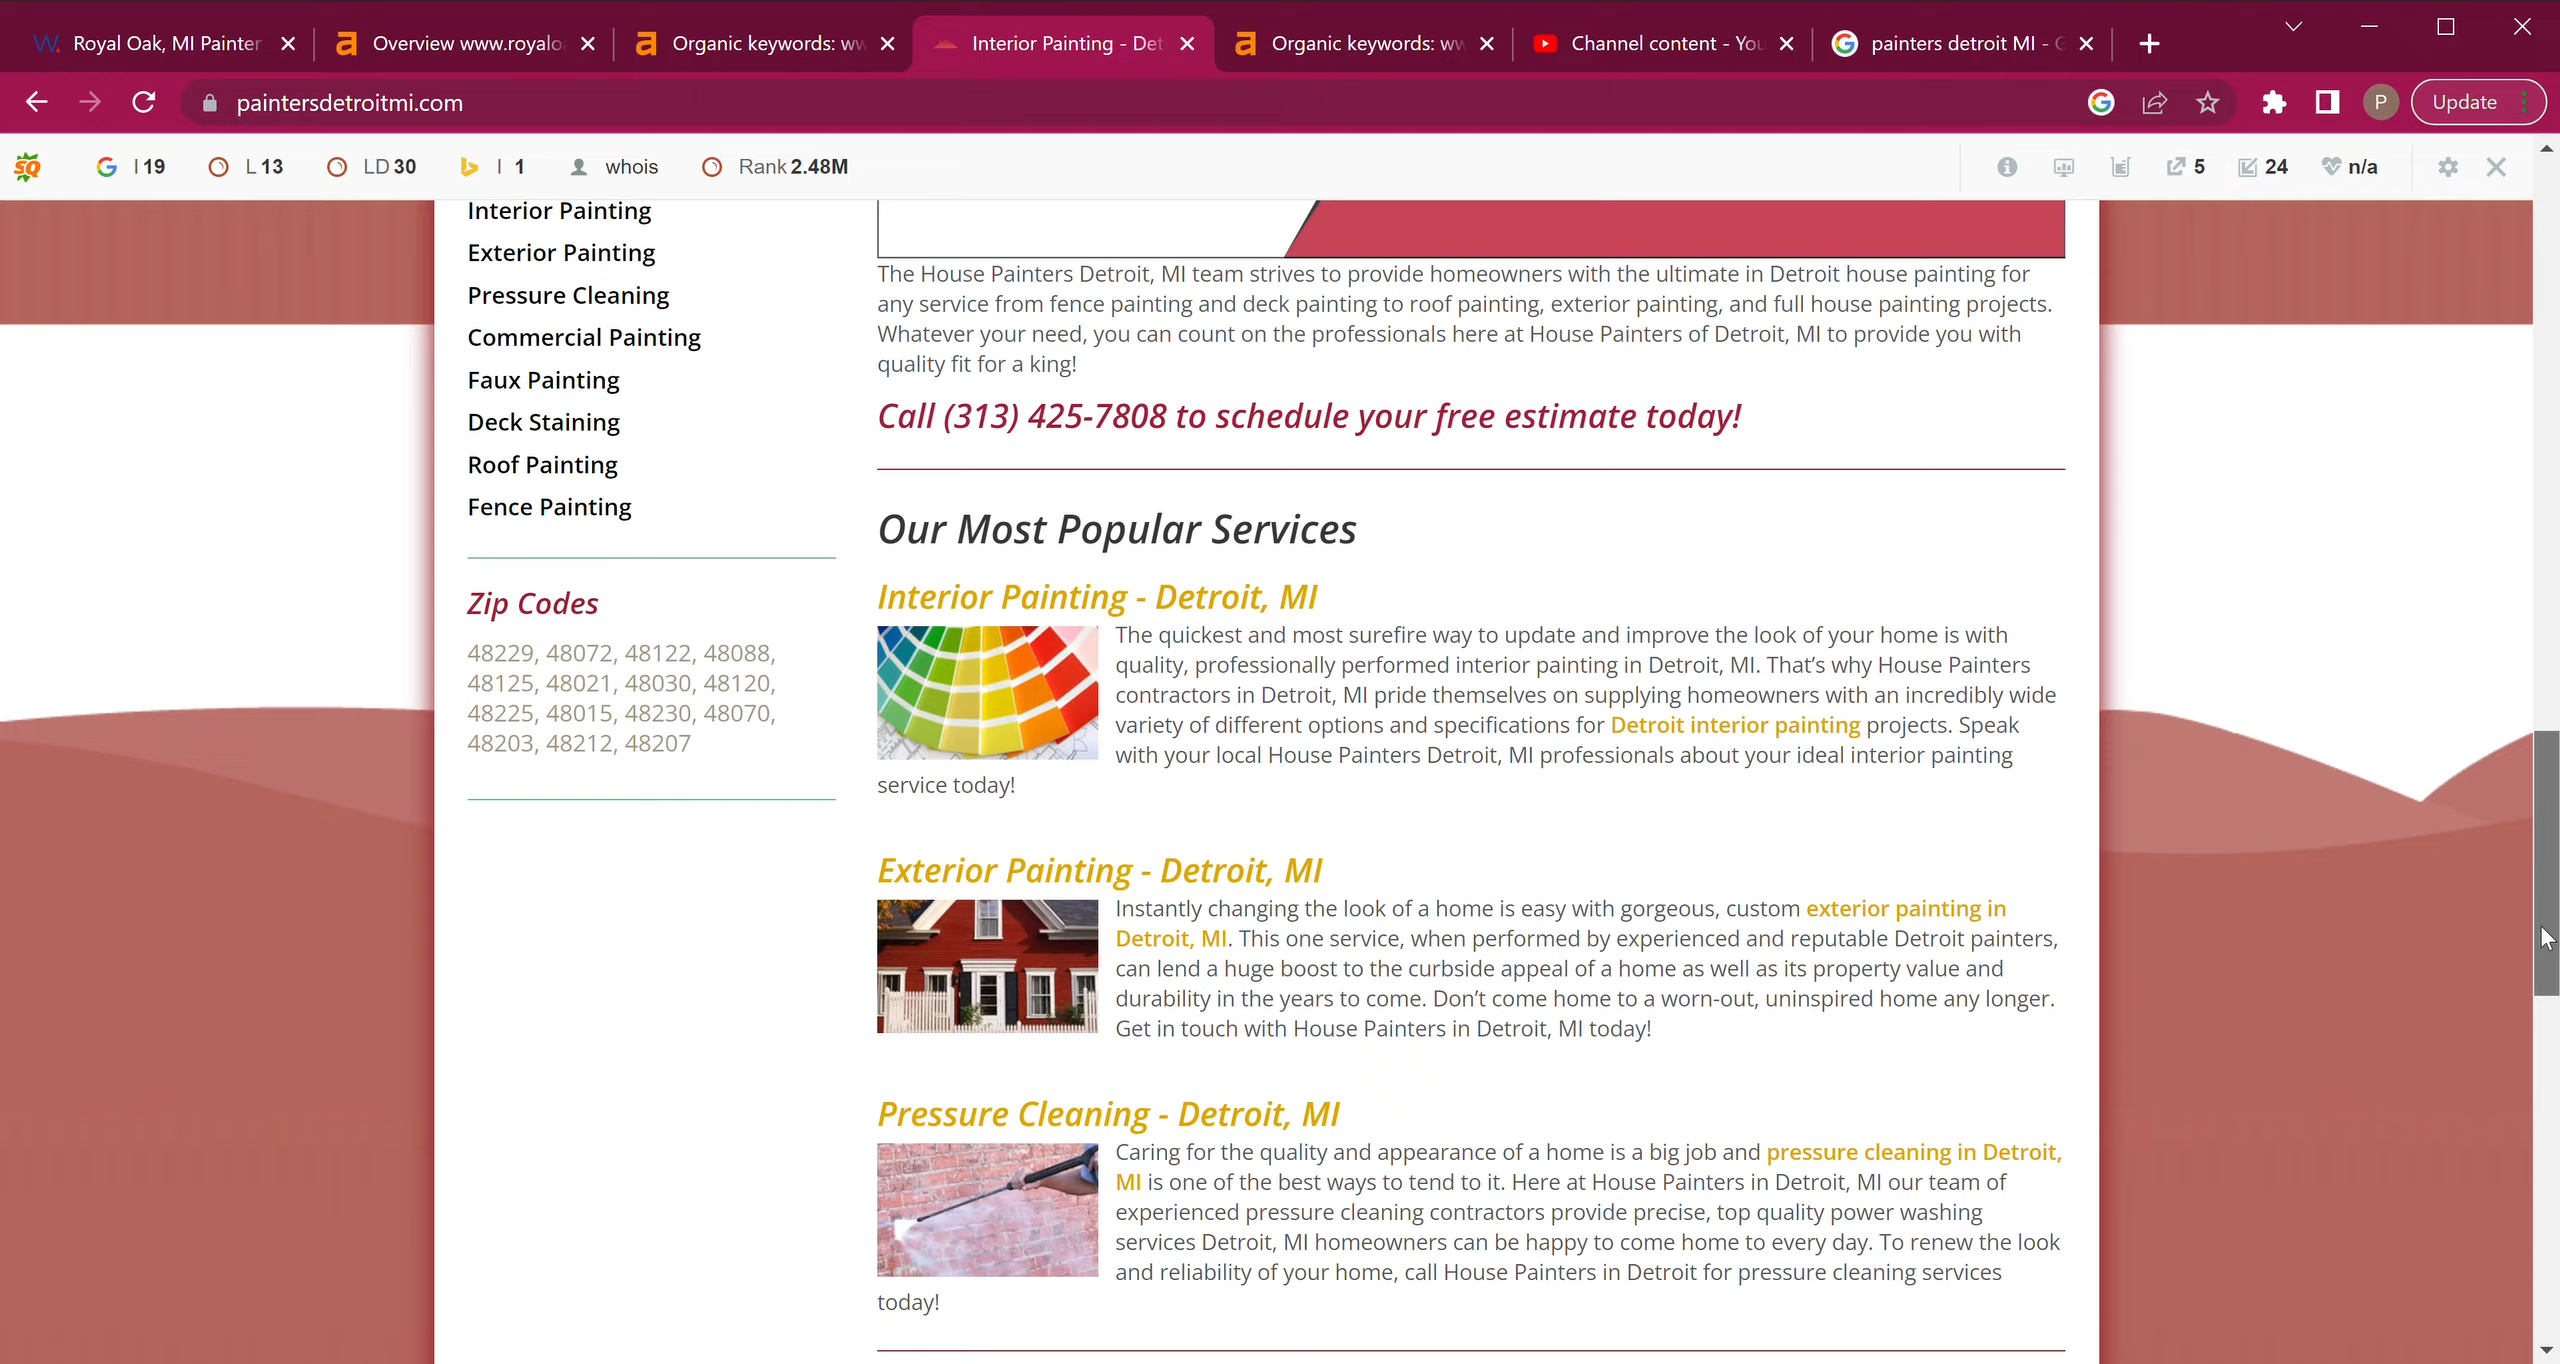 Royal Oak, MI Painter
Overview www.royalo
Organic keywords: ww
Interior Painting - Det
Organic keywords: ww
Channel content - You
painters detroit MI - G
paintersdetroitmi.com
P
Update
SQ
I 19
L 13
LD 30
I 1
whois
Rank 2.48M
5
24
n/a
Interior Painting
Exterior Painting
Pressure Cleaning
Commercial Painting
Faux Painting
Deck Staining
Roof Painting
Fence Painting
Zip Codes
48229, 48072, 48122, 48088,
48125, 48021, 48030, 48120,
48225, 48015, 48230, 48070,
48203, 48212, 48207
The House Painters Detroit, MI team strives to provide homeowners with the ultimate in Detroit house painting for
any service from fence painting and deck painting to roof painting, exterior painting, and full house painting projects.
Whatever your need, you can count on the professionals here at House Painters of Detroit, MI to provide you with
quality fit for a king!
Call (313) 425-7808 to schedule your free estimate today!
Our Most Popular Services
Interior Painting - Detroit, MI
The quickest and most surefire way to update and improve the look of your home is with
quality, professionally performed interior painting in Detroit, MI. That’s why House Painters
contractors in Detroit, MI pride themselves on supplying homeowners with an incredibly wide
variety of different options and specifications for Detroit interior painting projects. Speak
with your local House Painters Detroit, MI professionals about your ideal interior painting
service today!
Exterior Painting - Detroit, MI
Instantly changing the look of a home is easy with gorgeous, custom exterior painting in
Detroit, MI. This one service, when performed by experienced and reputable Detroit painters,
can lend a huge boost to the curbside appeal of a home as well as its property value and
durability in the years to come. Don’t come home to a worn-out, uninspired home any longer.
Get in touch with House Painters in Detroit, MI today!
Pressure Cleaning - Detroit, MI
Caring for the quality and appearance of a home is a big job and pressure cleaning in Detroit,
MI is one of the best ways to tend to it. Here at House Painters in Detroit, MI our team of
experienced pressure cleaning contractors provide precise, top quality power washing
services Detroit, MI homeowners can be happy to come home to every day. To renew the look
and reliability of your home, call House Painters in Detroit for pressure cleaning services
today!